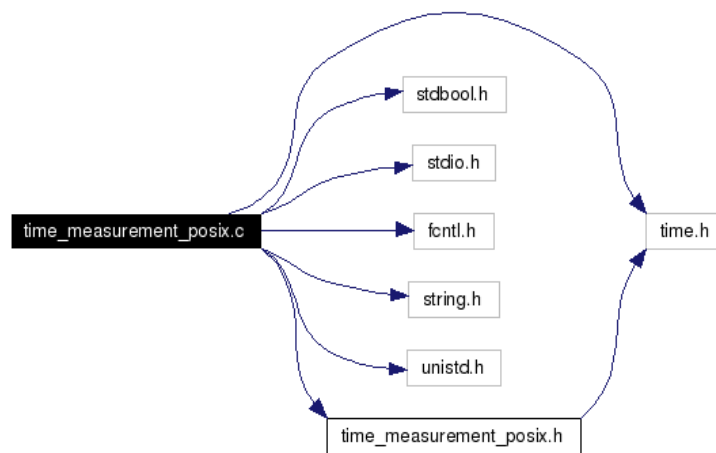 stdbool.h
stdio.h
time_measurement_posix.c
fcntl.h
time.h
string.h
unistd.h
time_measurement_posix.h